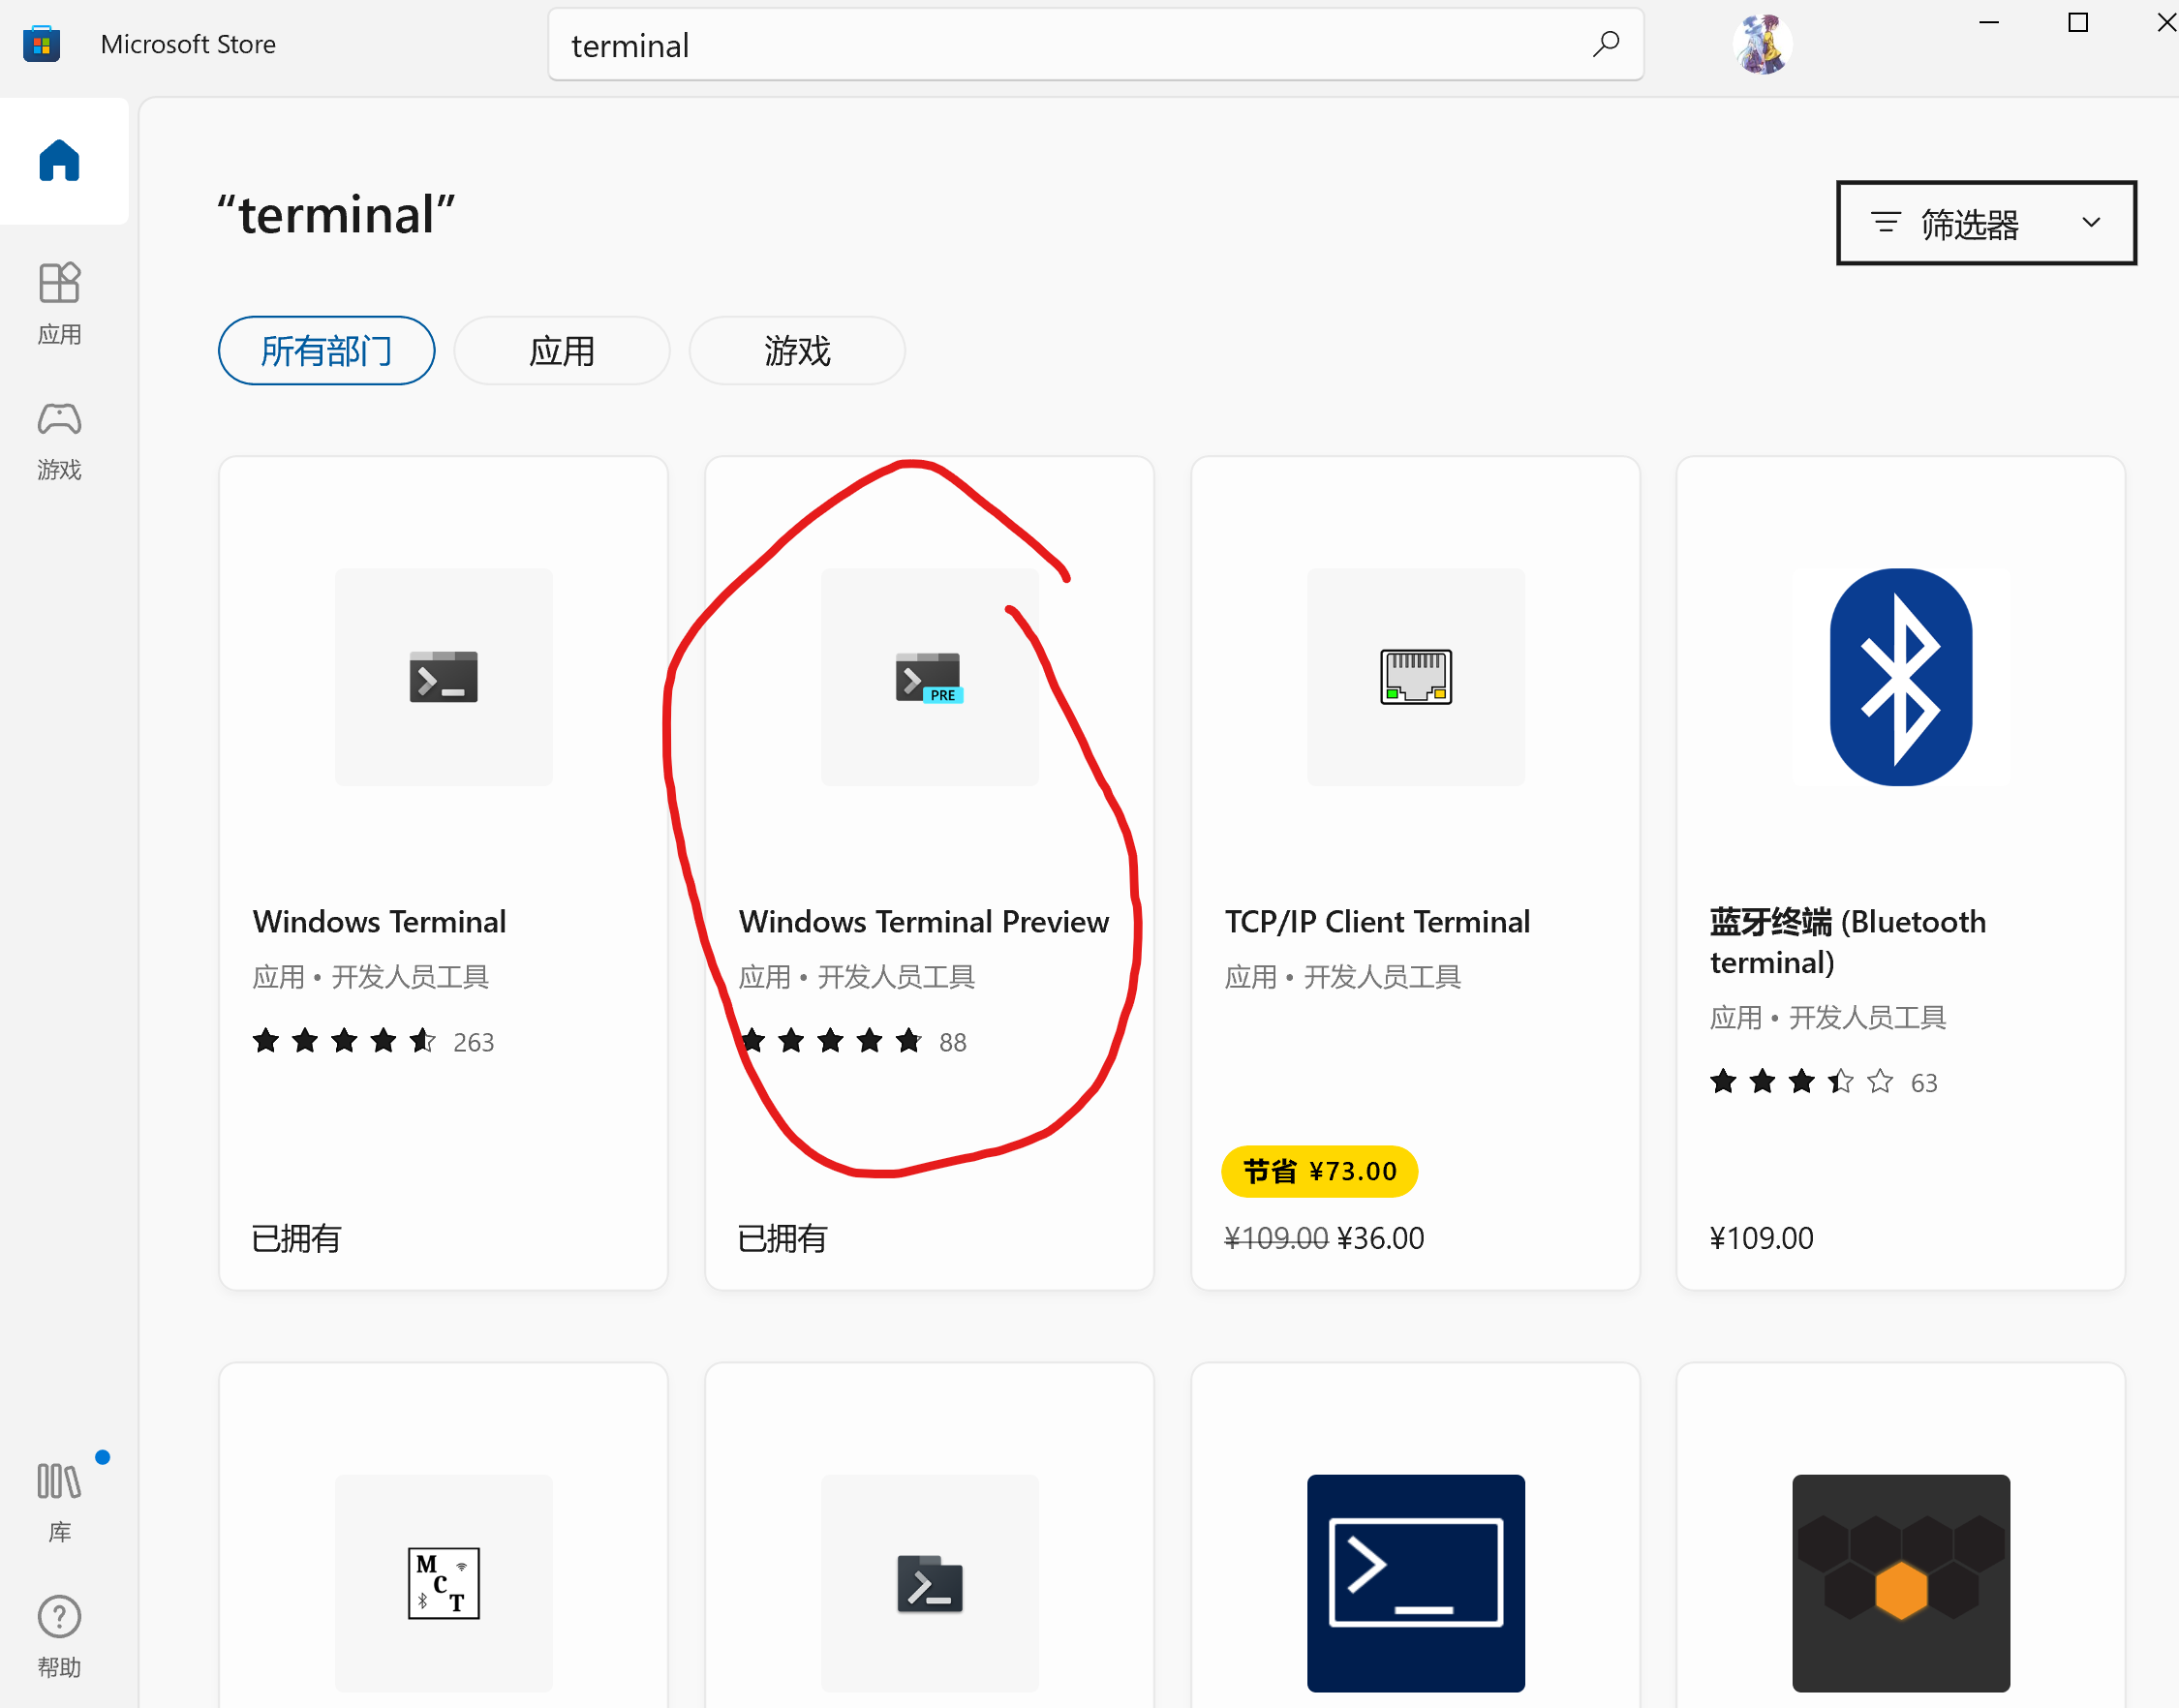 Microsoft Store
terminal
“terminal”
筛选器
所有部门
应用
游戏
应用
游戏
库
帮助
PRE
Windows Terminal
应用 • 开发人员工具
263
已拥有
Windows Terminal Preview
应用 • 开发人员工具
88
已拥有
TCP/IP Client Terminal
应用 • 开发人员工具
节省 ¥73.00
¥109.00 ¥36.00
蓝牙终端 (Bluetooth
terminal)
应用 • 开发人员工具
63
¥109.00
M
C
T